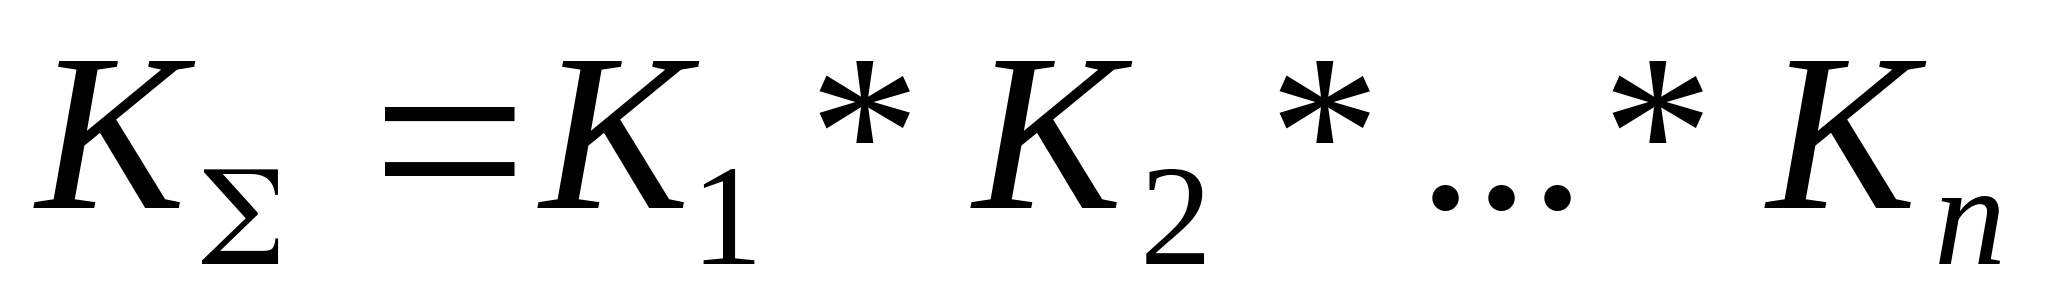 K_Σ = K_1 * K_2 * ... * K_n